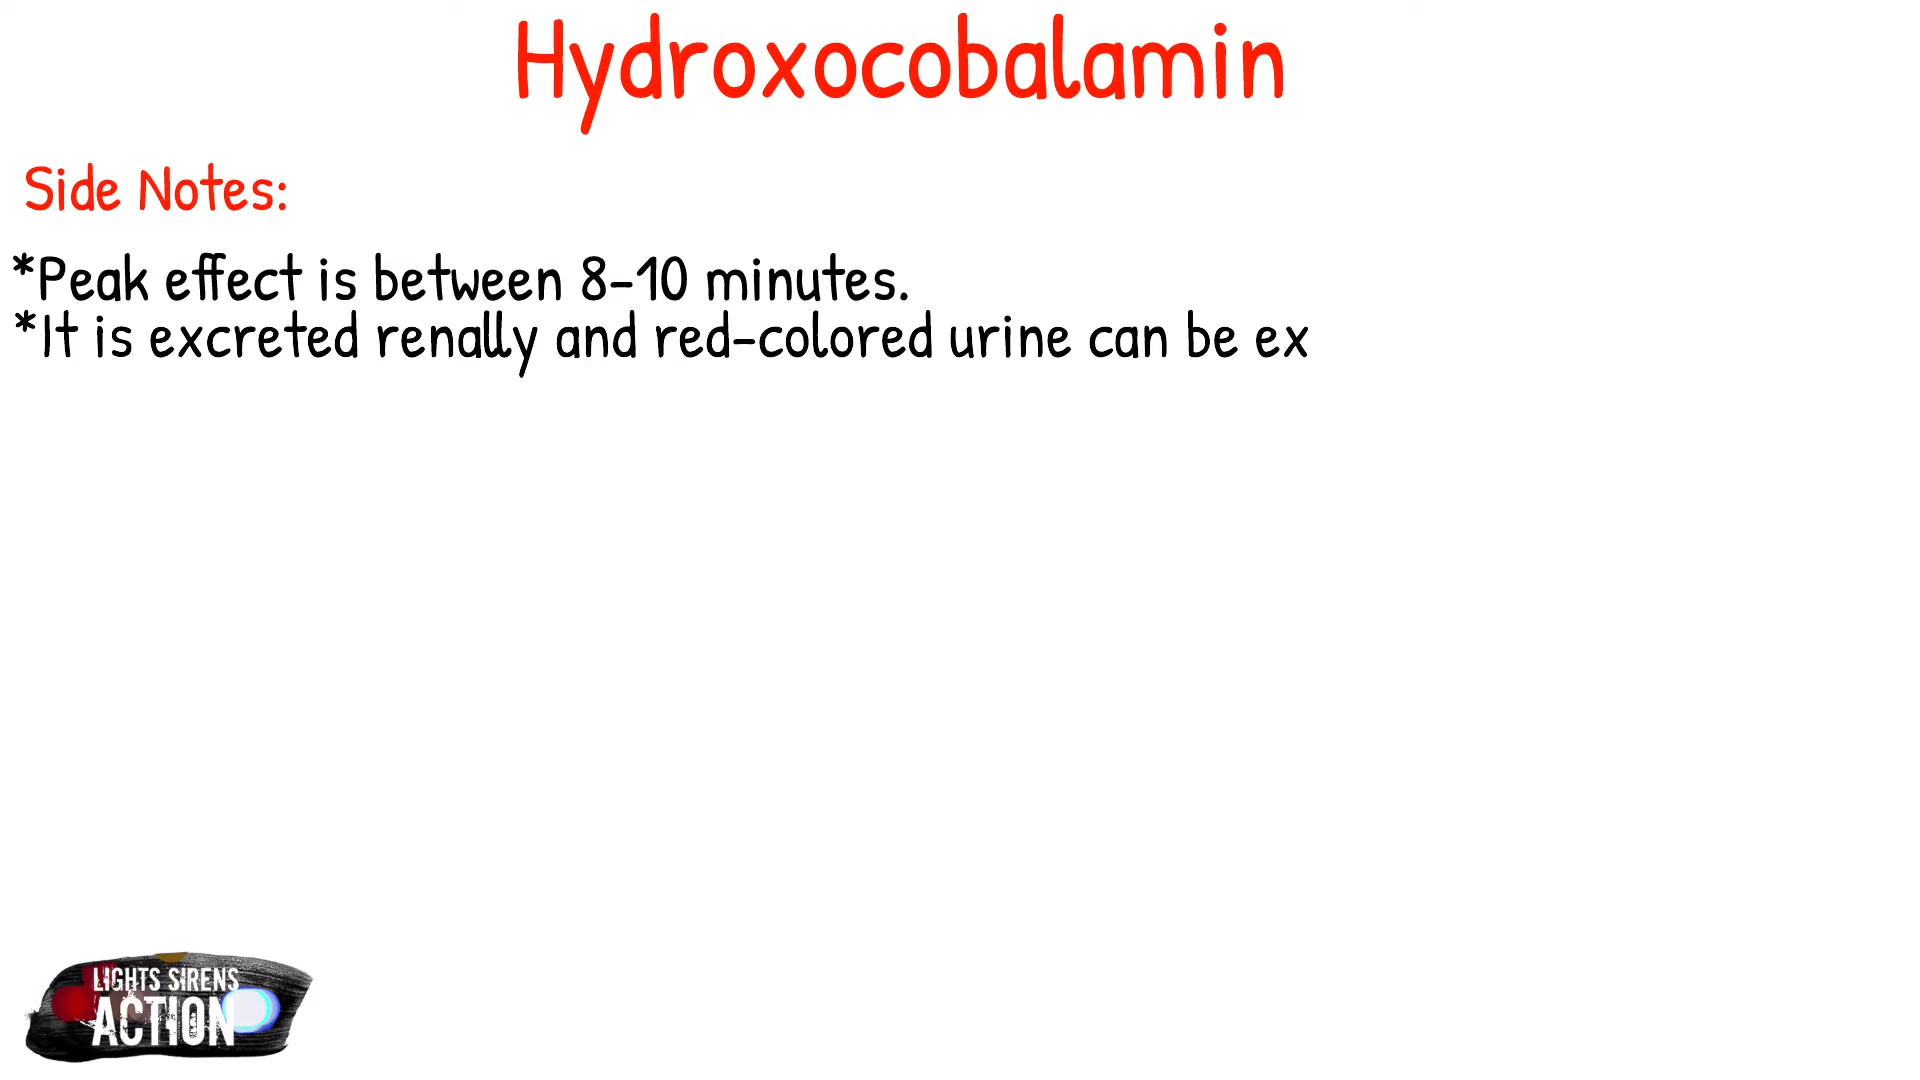 Hydroxocobalamin
Side Notes:
*Peak effect is between 8-10 minutes.
*It is excreted renally and red-colored urine can be ex
LIGHTS SIRENS
ACTION